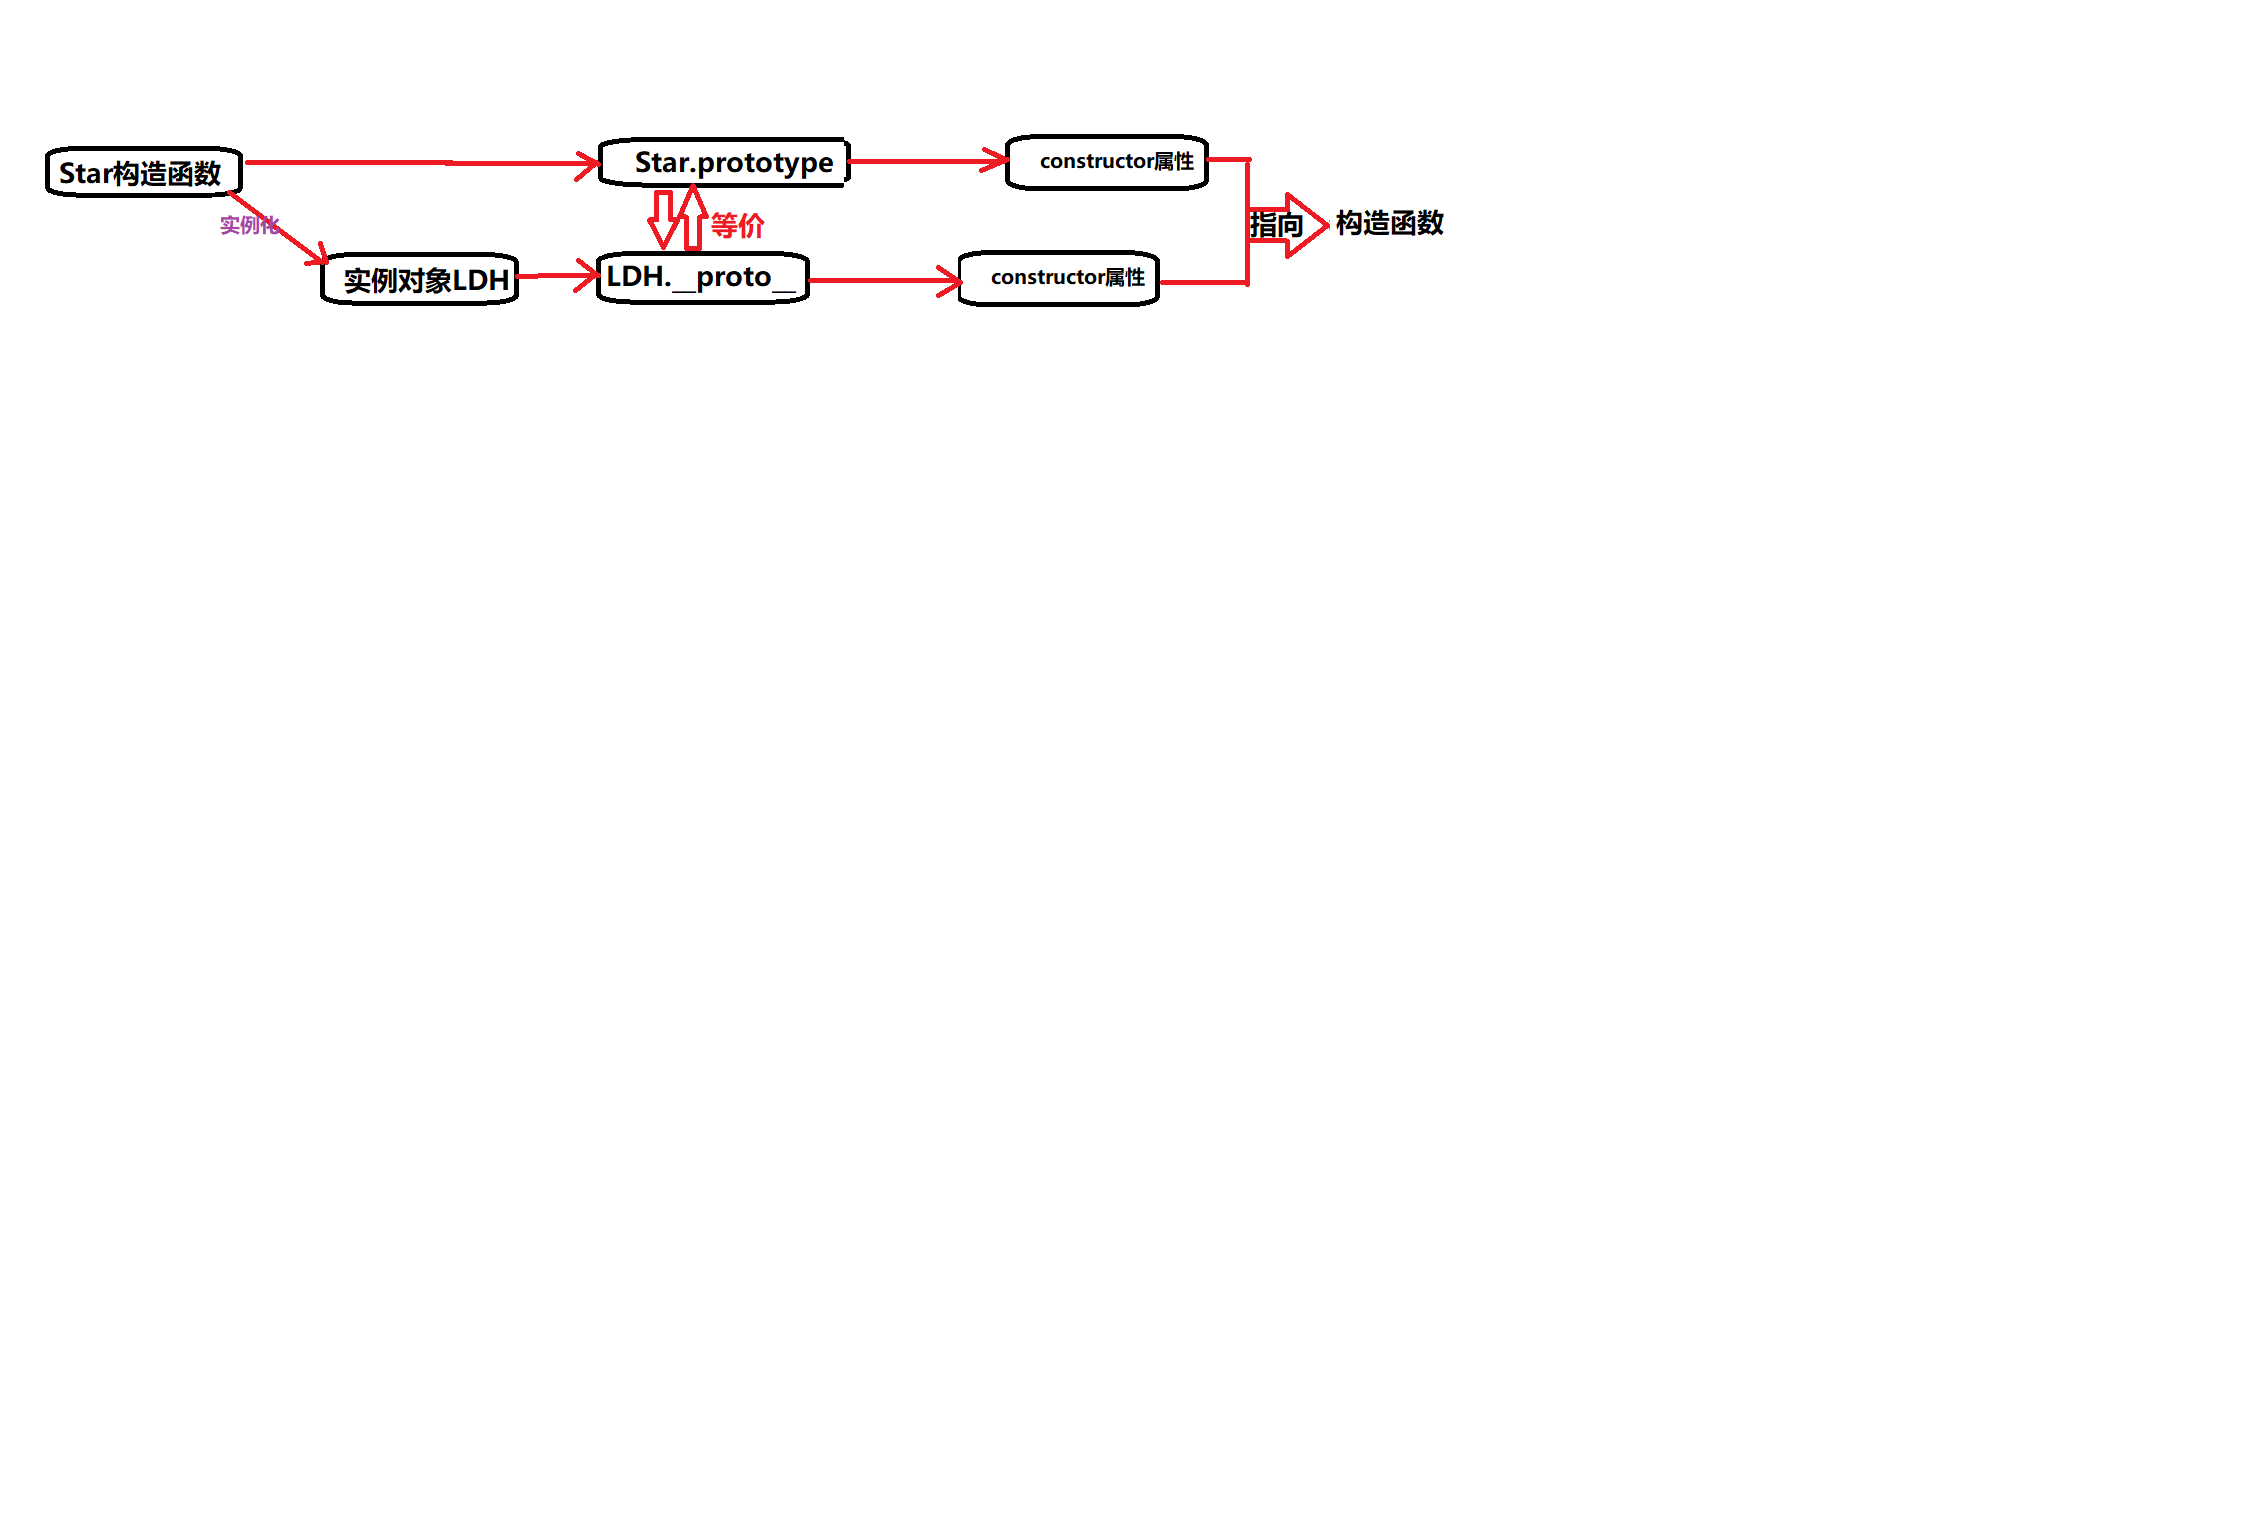 Star构造函数
Star.prototype
constructor属性
实例化
等价
指向
构造函数
实例对象LDH
LDH.__proto__
constructor属性